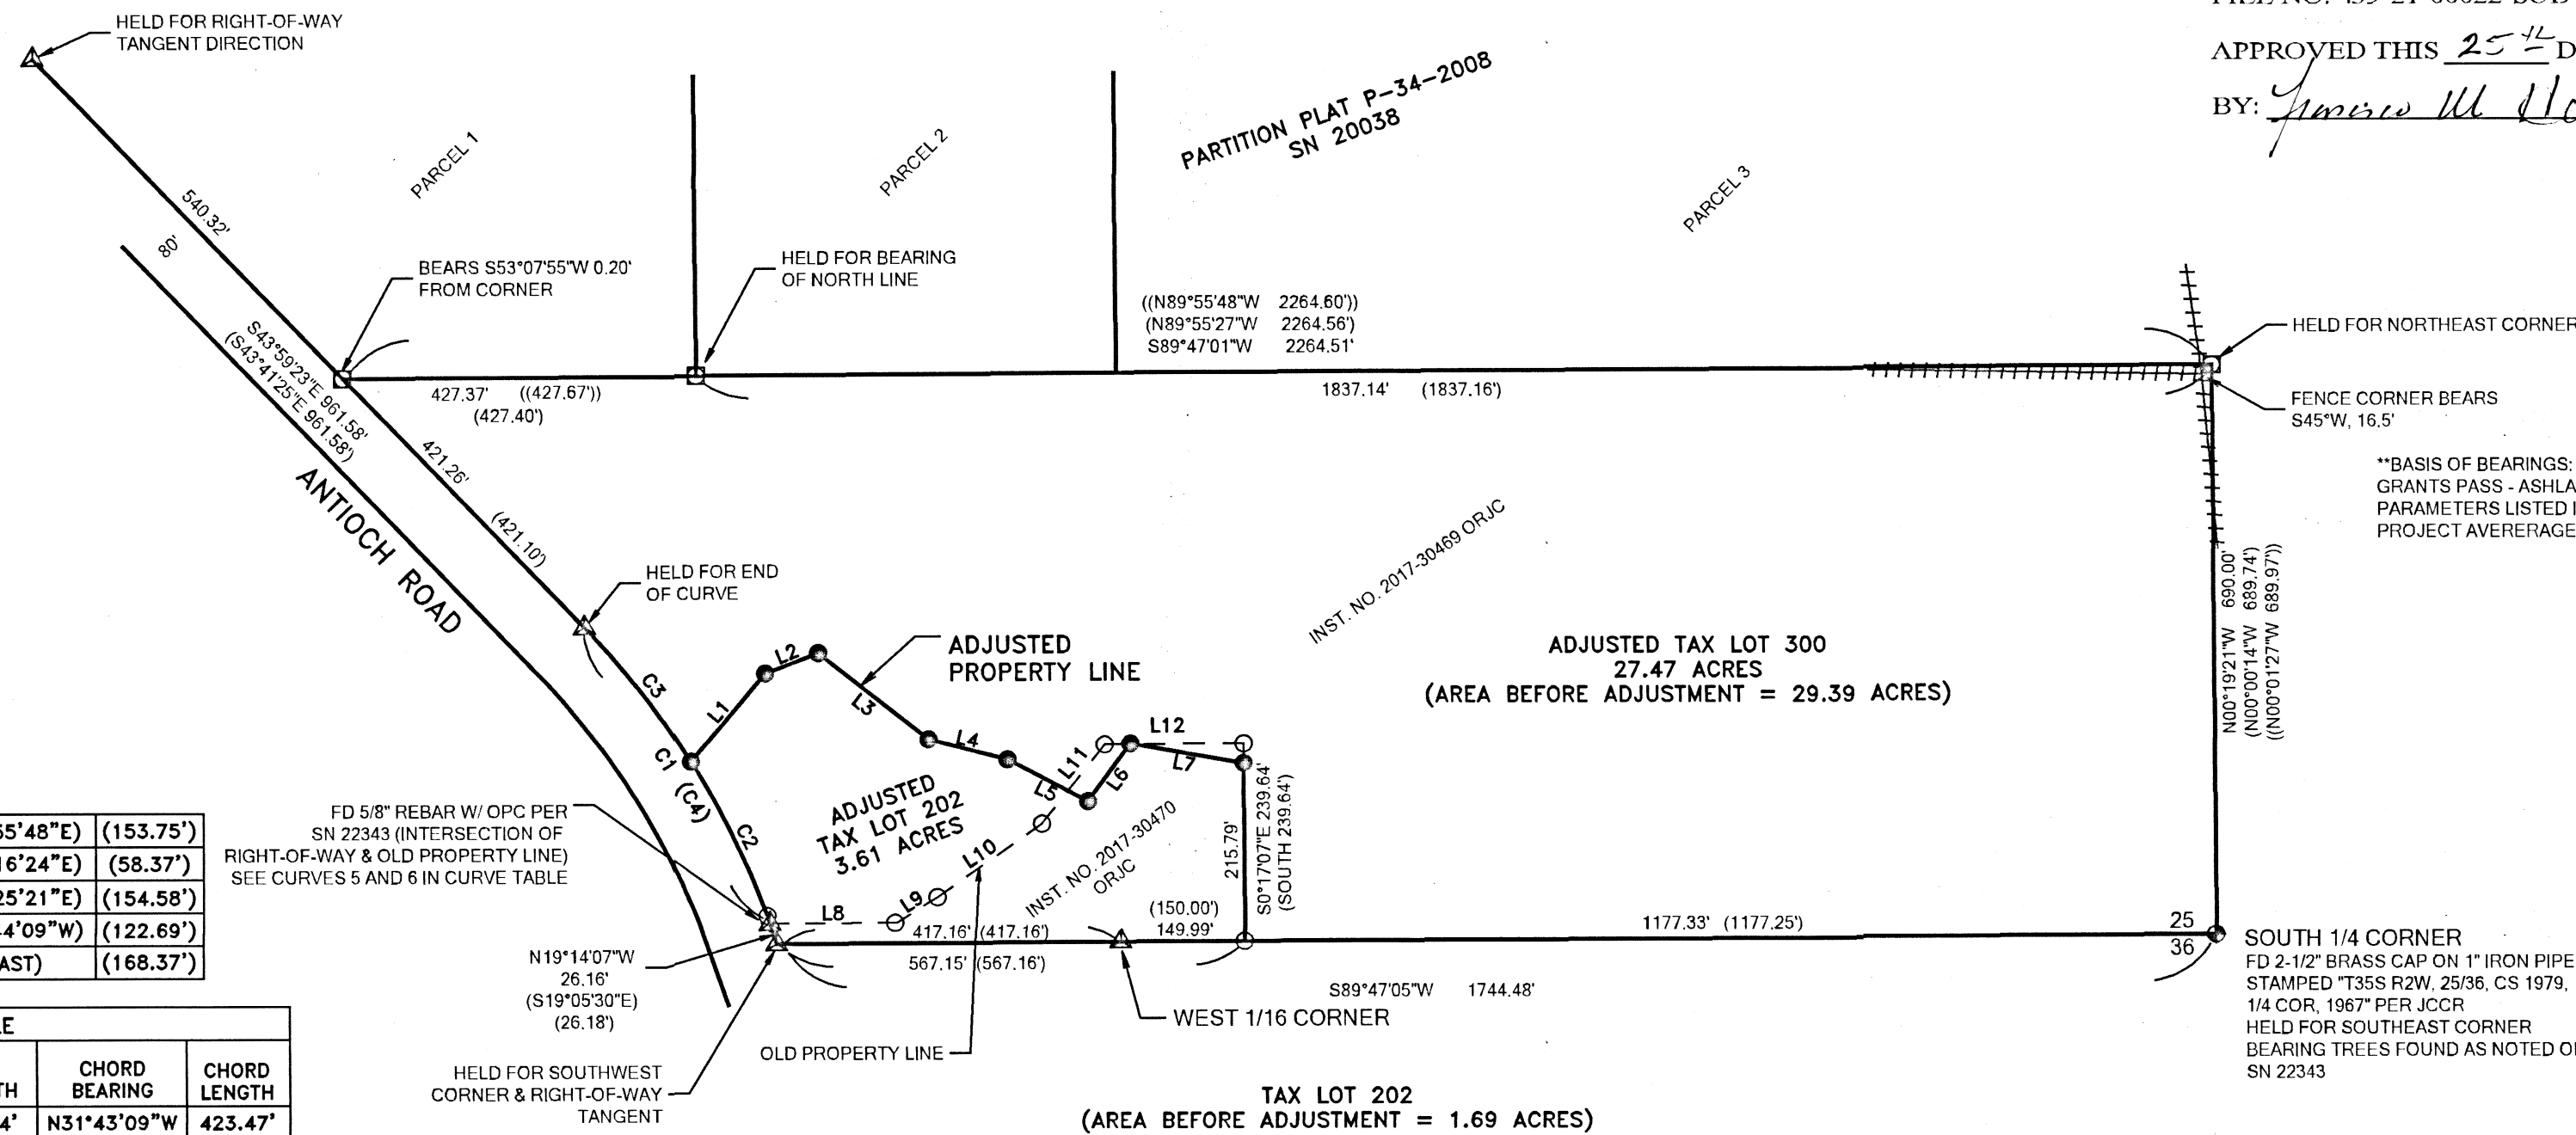 HELD FOR RIGHT-OF-WAY
TANGENT DIRECTION
APPROVED THIS 25th D
BY:
PARCEL 1
PARCEL 2
PARTITION PLAT P-34-2008
SN 20038
PARCEL 3
540.32'
80'
BEARS S53°07'55"W 0.20'
FROM CORNER
HELD FOR BEARING
OF NORTH LINE
((N89°55'48"W 2264.60'))
(N89°55'27"W 2264.56')
S89°47'01"W 2264.51'
HELD FOR NORTHEAST CORNER
427.37' ((427.67'))
(427.40')
1837.14' (1837.16')
FENCE CORNER BEARS
S45°W, 16.5'
S43°59'23"E 961.58'
(S43°41'25"E 961.58')
421.26'
(421.10')
ANTIOCH ROAD
**BASIS OF BEARINGS:
GRANTS PASS - ASHLA
PARAMETERS LISTED I
PROJECT AVERERAGE
INST. NO. 2017-30469 ORJC
HELD FOR END
OF CURVE
N00°19'21"W 690.00'
(N00°00'14"W 689.74')
((N00°01'27"W 689.97'))
ADJUSTED
PROPERTY LINE
ADJUSTED TAX LOT 300
27.47 ACRES
(AREA BEFORE ADJUSTMENT = 29.39 ACRES)
C3
L1
L2
L3
L4
L5
L11
L6
L12
L7
C1 (C4)
C2
ADJUSTED
TAX LOT 202
3.61 ACRES
FD 5/8" REBAR W/ OPC PER
SN 22343 (INTERSECTION OF
RIGHT-OF-WAY & OLD PROPERTY LINE)
SEE CURVES 5 AND 6 IN CURVE TABLE
55'48"E) (153.75')
16'24"E) (58.37')
25'21"E) (154.58')
4'09"W) (122.69')
AST) (168.37')
L8
L9
L10
INST. NO. 2017-30470
ORJC
215.79'
S0°17'07"E 239.64'
(SOUTH 239.64')
417.16' (417.16')
(150.00')
149.99'
1177.33' (1177.25')
25
36
567.15' (567.16')
N19°14'07"W
26.16'
(S19°05'30"E)
(26.18')
S89°47'05"W 1744.48'
WEST 1/16 CORNER
SOUTH 1/4 CORNER
FD 2-1/2" BRASS CAP ON 1" IRON PIPE
STAMPED "T35S R2W, 25/36, CS 1979,
1/4 COR, 1967" PER JCCR
HELD FOR SOUTHEAST CORNER
BEARING TREES FOUND AS NOTED O
SN 22343
OLD PROPERTY LINE
HELD FOR SOUTHWEST
CORNER & RIGHT-OF-WAY
TANGENT
LE
TH CHORD BEARING CHORD LENGTH
4' N31°43'09"W 423.47'
TAX LOT 202
(AREA BEFORE ADJUSTMENT = 1.69 ACRES)